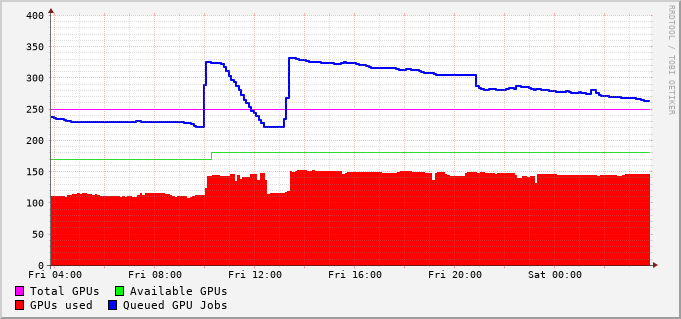 400
350
300
250
200
150
100
50
0
Fri 04:00 Fri 08:00 Fri 12:00 Fri 16:00 Fri 20:00 Sat 00:00
Total GPUs Available GPUs
GPUs used Queued GPU Jobs
RRDTOOL / TOBI OETIKER